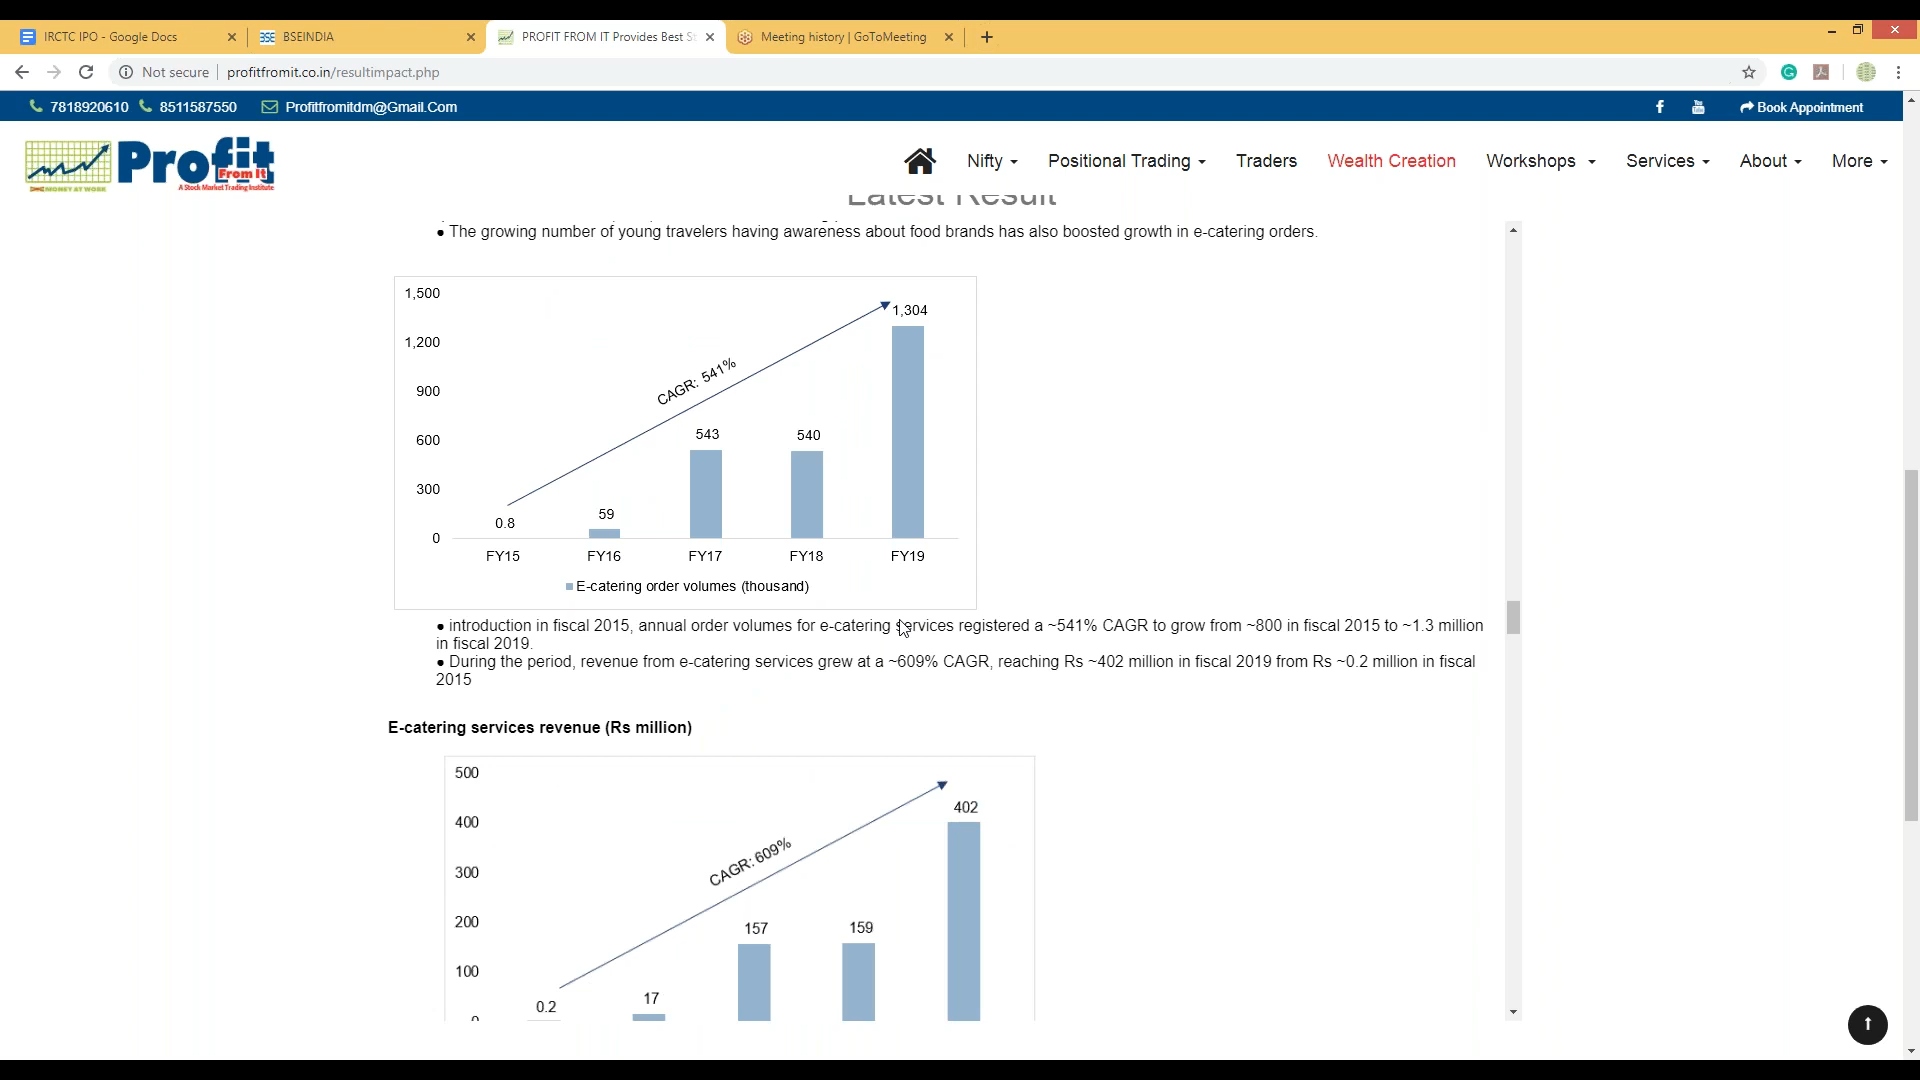 IRCTC IPO - Google Docs
BSEINDIA
PROFIT FROM IT Provides Best S
Meeting history | GoToMeeting
Not secure
profitfromit.co.in/resultimpact.php
7818920610
8511587550
Profitfromitdm@Gmail.Com
Book Appointment
Profit
From It
MONEY AT WORK
A Stock Market Trading Institute
Nifty
Positional Trading
Traders
Wealth Creation
Workshops
Services
About
More
Latest Result
• The growing number of young travelers having awareness about food brands has also boosted growth in e-catering orders.
1,500
1,304
1,200
CAGR: 541%
900
600
543
540
300
0.8
59
0
FY15
FY16
FY17
FY18
FY19
E-catering order volumes (thousand)
• introduction in fiscal 2015, annual order volumes for e-catering services registered a ~541% CAGR to grow from ~800 in fiscal 2015 to ~1.3 million
in fiscal 2019.
• During the period, revenue from e-catering services grew at a ~609% CAGR, reaching Rs ~402 million in fiscal 2019 from Rs ~0.2 million in fiscal
2015
E-catering services revenue (Rs million)
500
402
400
CAGR: 609%
300
200
157
159
100
0.2
17
0